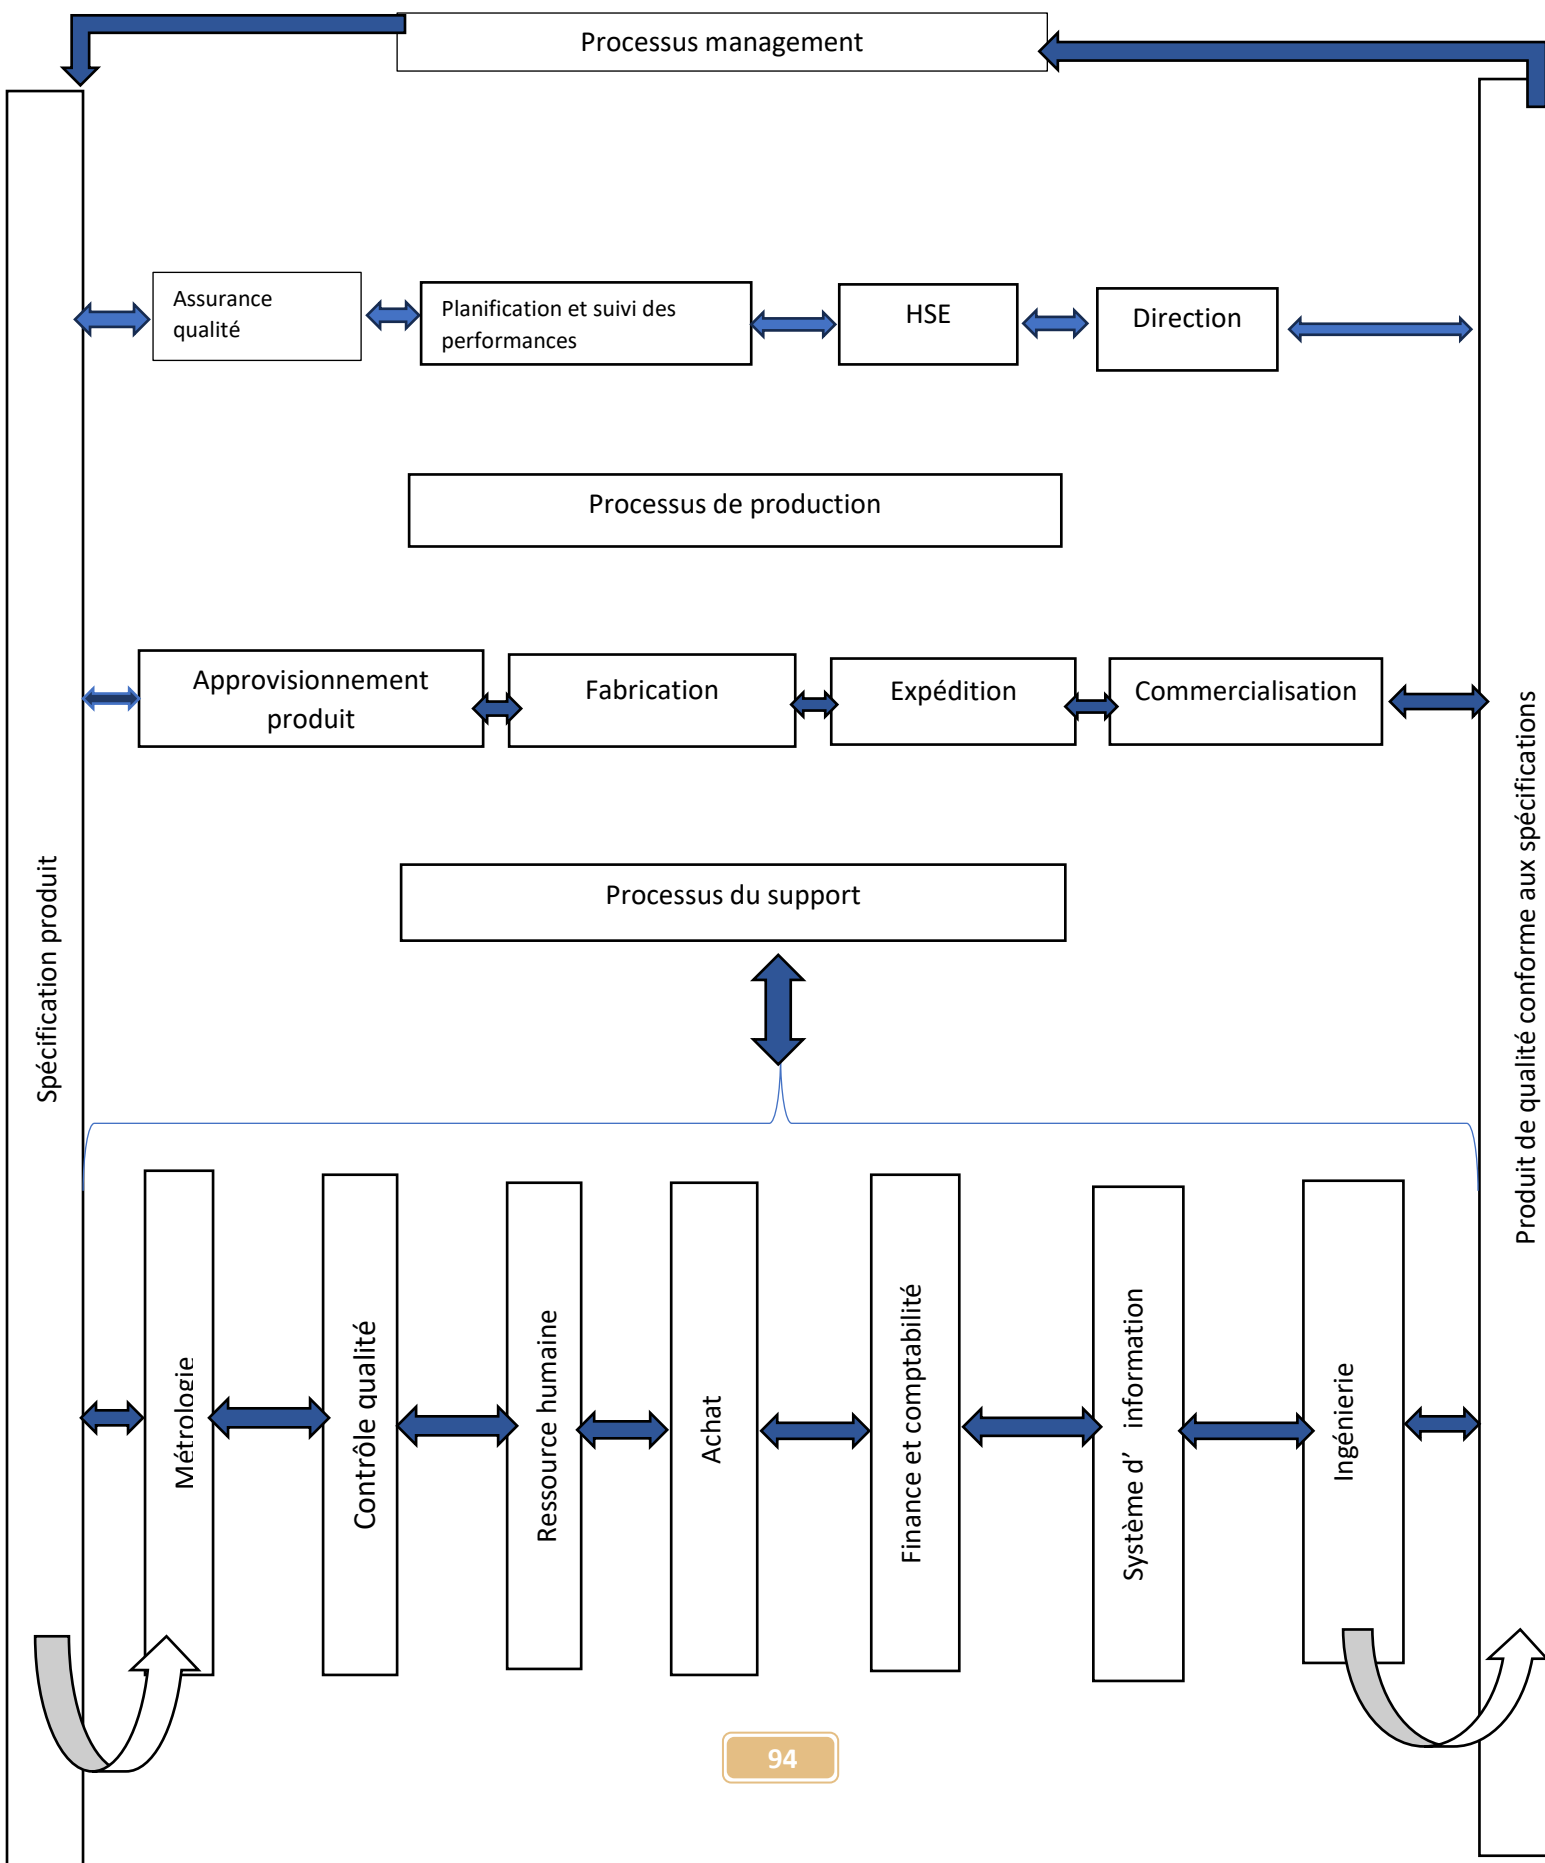 Processus management
Assurance
qualité
Planification et suivi des
performances
HSE
Direction
Processus de production
Approvisionnement
produit
Fabrication
Expédition
Commercialisation
Processus du support
Spécification produit
Produit de qualité conforme aux spécifications
Métrologie
Contrôle qualité
Ressource humaine
Achat
Finance et comptabilité
Système d’ information
Ingénierie
94